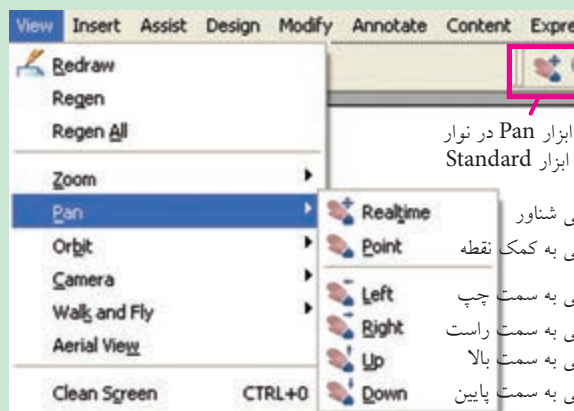 View Insert Assist Design Modify Annotate Content
Redraw
Regen
Regen All
Zoom
Pan
Orbit
Camera
Walk and Fly
Aerial View
Clean Screen CTRL+0
ابزار Pan در نوار
ابزار Standard
Realtime شناور
Point به کمک نقطه
Left به سمت چپ
Right به سمت راست
Up به سمت بالا
Down به سمت پایین